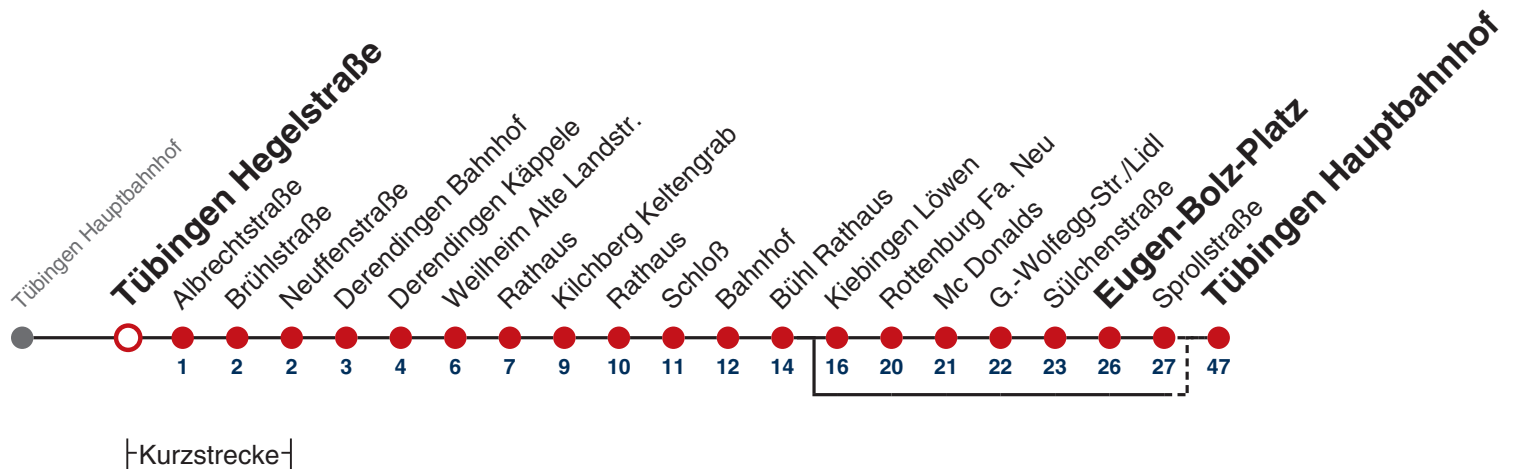 Tübingen Hauptbahnhof
Tübingen Hegelstraße
Albrechtstraße
Brühlstraße
Neuffenstraße
Derendingen Bahnhof
Derendingen Käppele
Weilheim Alte Landstr.
Rathaus
Kilchberg Keltengrab
Rathaus
Schloß
Bahnhof
Bühl Rathaus
Kiebingen Löwen
Rottenburg Fa. Neu
Mc Donalds
G.-Wolfegg-Str./Lidl
Sülchenstraße
Eugen-Bolz-Platz
Sprollstraße
Tübingen Hauptbahnhof
1 2 2 3 4 6 7 9 10 11 12 14 16 20 21 22 23 26 27 47
Kurzstrecke